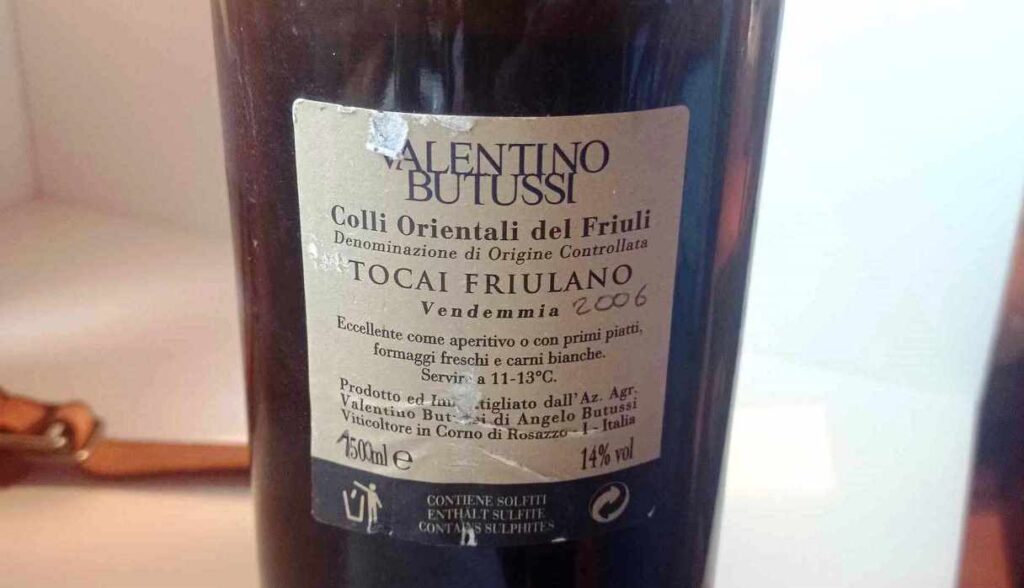 VALENTINO
BUTUSSI
Colli Orientali del Friuli
Denominazione di Origine Controllata
TOCAI FRIULANO
Vendemmia 2006
Eccellente come aperitivo o con primi piatti,
formaggi freschi e carni bianche.
Servire a 11-13°C.
Prodotto ed dall'Az. Agr.
Valentino Butussi di Angelo Butussi
Viticoltore in Corno di Rosazzo - I - Italia
1500ml e
14% vol
CONTIENE SOLFITI
ENTHÄLT SULFITE
CONTAINS SULPHITES